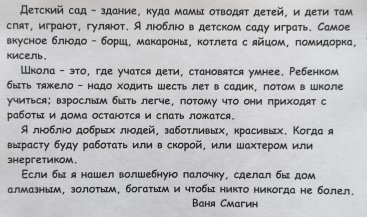 Детский сад - здание, куда мамы отводят детей, и дети там
спят, играют, гуляют. Я люблю в детском саду играть. Самое
вкусное блюдо - борщ, макароны, котлета с яйцом, помидорка,
кисель.
Школа - это, где учатся дети, становятся умнее. Ребенком
быть тяжело - надо ходить шесть лет в садик, потом в школе
учиться; взрослым быть легче, потому что они приходят с
работы и дома остаются и спать ложатся.
Я люблю добрых людей, заботливых, красивых. Когда я
вырасту буду работать или в скорой, или шахтером или
энергетиком.
Если бы я нашел волшебную палочку, сделал бы дом
алмазным, золотым, богатым и чтобы никто никогда не болел.
Ваня Смагин